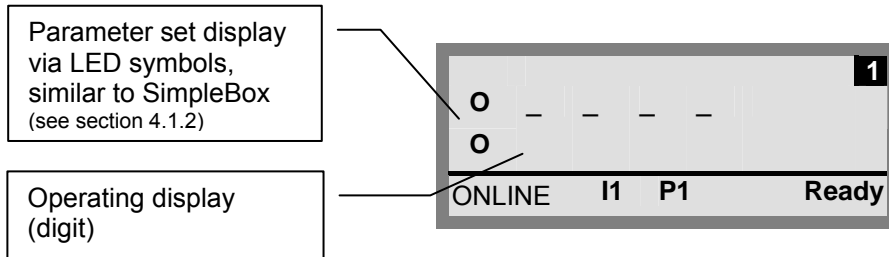 Parameter set display
via LED symbols,
similar to SimpleBox
(see section 4.1.2)
Operating display
(digit)
1
O _ _ _ _
O
ONLINE I1 P1 Ready